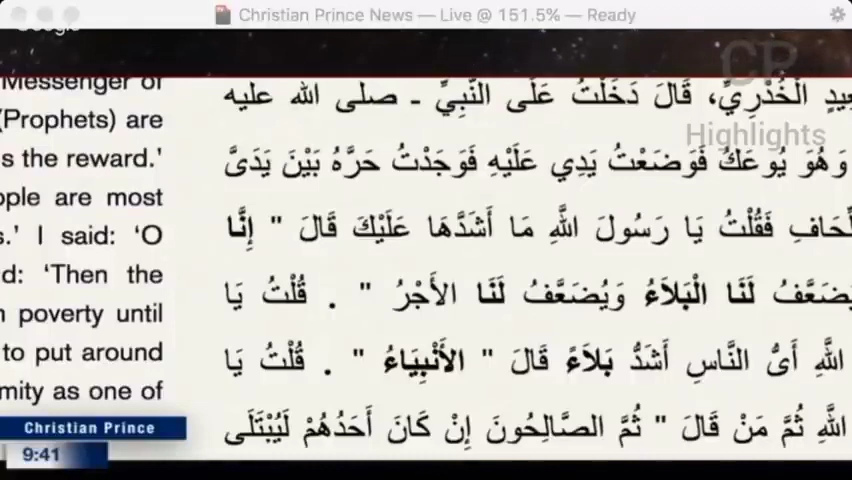 Christian Prince News — Live @ 151.5% — Ready
Google
CP
Highlights
Messenger of
(Prophets) are
s the reward.'
ople are most
s.' I said: 'O
d: 'Then the
n poverty until
to put around
mity as one of
عِيدٍ الْخُدْرِيِّ، قَالَ دَخَلْتُ عَلَى النَّبِيِّ ـ صلى الله عليه
وَهُوَ يُوعَكُ فَوَضَعْتُ يَدِي عَلَيْهِ فَوَجَدْتُ حَرَّهُ بَيْنَ يَدَىَّ
لِّحَافِ فَقُلْتُ يَا رَسُولَ اللَّهِ مَا أَشَدَّهَا عَلَيْكَ قَالَ " إِنَّا
يُضَعَّفُ لَنَا الْبَلاَءُ وَيُضَعَّفُ لَنَا الأَجْرُ " . قُلْتُ يَا
اللَّهِ أَىُّ النَّاسِ أَشَدُّ بَلاَءً قَالَ " الأَنْبِيَاءُ " . قُلْتُ يَا
اللَّهِ ثُمَّ مَنْ قَالَ " ثُمَّ الصَّالِحُونَ إِنْ كَانَ أَحَدُهُمْ لَيُبْتَلَى
Christian Prince
9:41